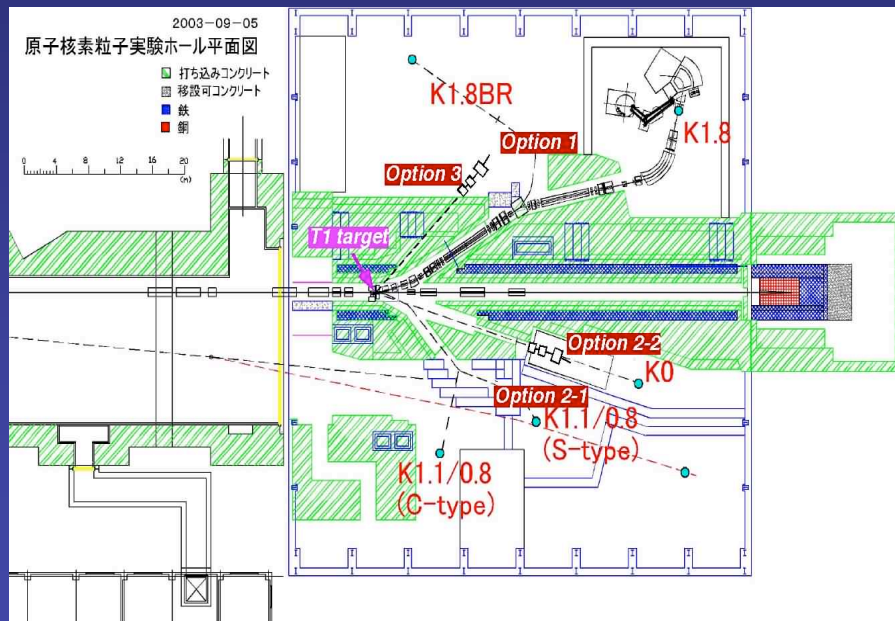 2003-09-05
原子核素粒子実験ホール平面図
打ち込みコンクリート
移設可コンクリート
鉄
銅
0 4 8 12 16 20
(m)
K1.8BR
K1.8
Option 1
Option 3
T1 target
Option 2-2
K0
Option 2-1
K1.1/0.8
(S-type)
K1.1/0.8
(C-type)